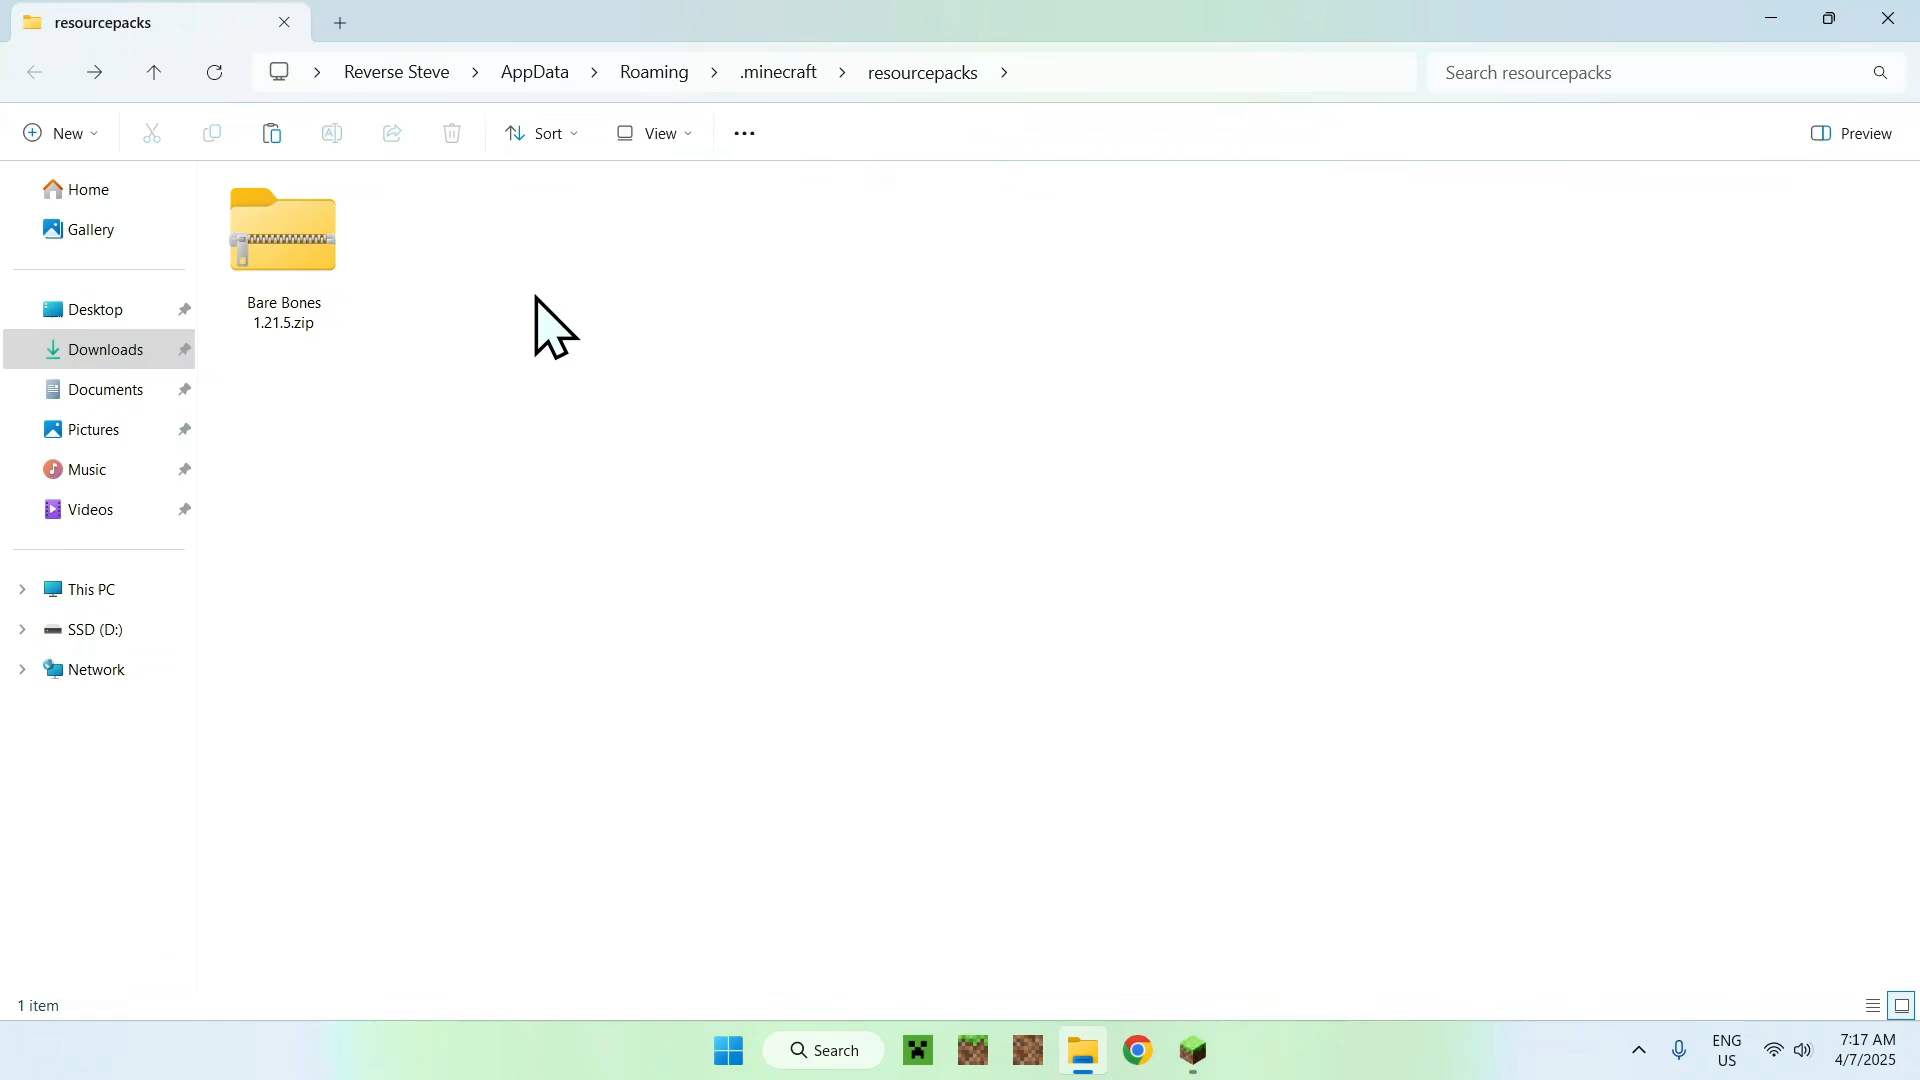 resourcepacks
Reverse Steve
AppData
Roaming
.minecraft
resourcepacks
Search resourcepacks
New
Sort
View
Preview
Home
Gallery
Desktop
Downloads
Documents
Pictures
Music
Videos
This PC
SSD (D:)
Network
Bare Bones
1.21.5.zip
1 item
Search
ENG
US
7:17 AM
4/7/2025